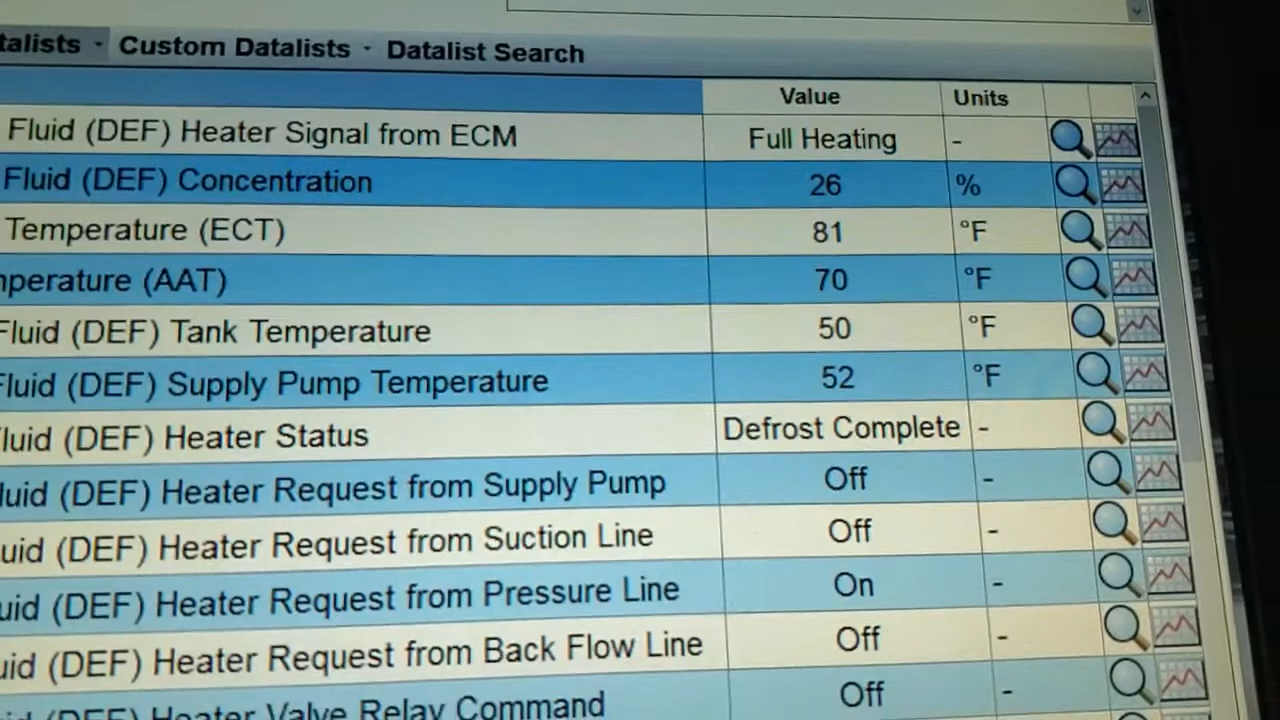 talists Custom Datalists Datalist Search
Value Units
Fluid (DEF) Heater Signal from ECM Full Heating -
Fluid (DEF) Concentration 26 %
Temperature (ECT) 81 °F
nperature (AAT) 70 °F
Fluid (DEF) Tank Temperature 50 °F
Fluid (DEF) Supply Pump Temperature 52 °F
luid (DEF) Heater Status Defrost Complete -
luid (DEF) Heater Request from Supply Pump Off -
uid (DEF) Heater Request from Suction Line Off -
uid (DEF) Heater Request from Pressure Line On -
uid (DEF) Heater Request from Back Flow Line Off -
id (DEF) Heater Valve Relay Command Off -